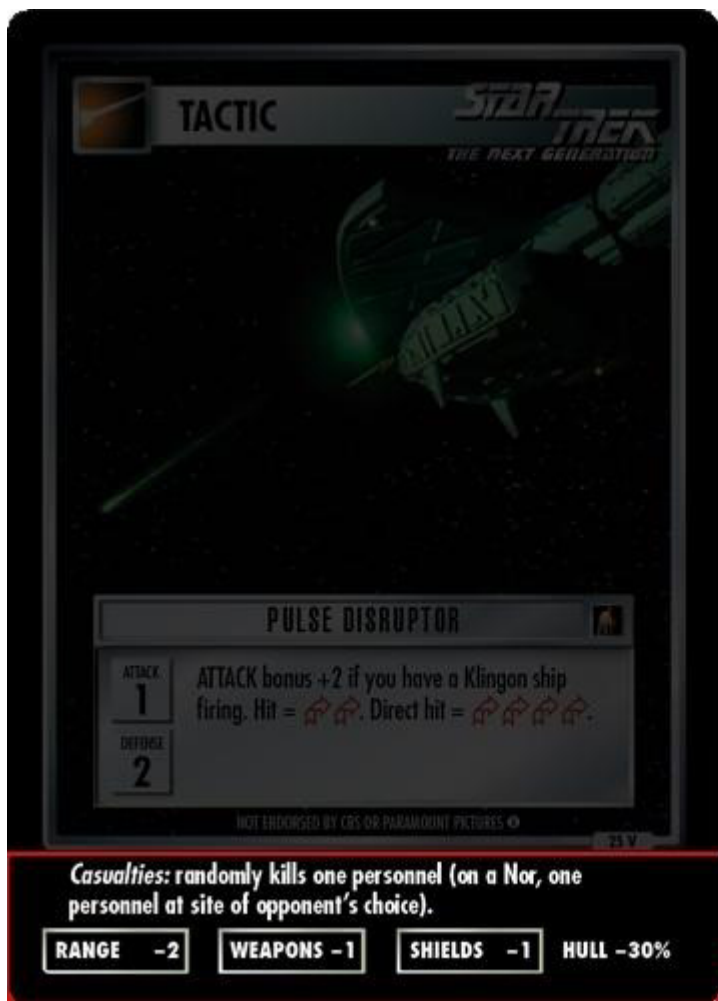 TACTIC
STAR TREK
THE NEXT GENERATION
PULSE DISRUPTOR
ATTACK
1
ATTACK bonus +2 if you have a Klingon ship
firing. Hit = . Direct hit = .
DEFENSE
2
NOT ENDORSED BY CBS OR PARAMOUNT PICTURES
25 V
Casualties: randomly kills one personnel (on a Nor, one
personnel at site of opponent's choice).
RANGE –2 WEAPONS –1 SHIELDS –1 HULL –30%